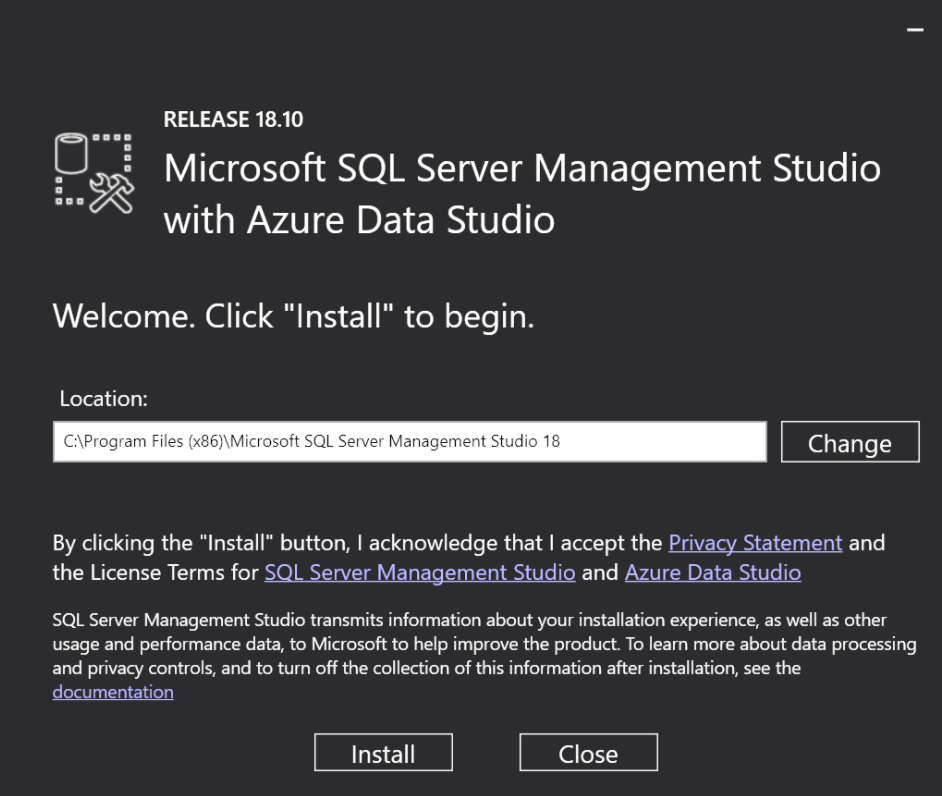 RELEASE 18.10
Microsoft SQL Server Management Studio
with Azure Data Studio
Welcome. Click "Install" to begin.
Location:
C:\Program Files (x86)\Microsoft SQL Server Management Studio 18
Change
By clicking the "Install" button, I acknowledge that I accept the Privacy Statement and
the License Terms for SQL Server Management Studio and Azure Data Studio
SQL Server Management Studio transmits information about your installation experience, as well as other
usage and performance data, to Microsoft to help improve the product. To learn more about data processing
and privacy controls, and to turn off the collection of this information after installation, see the
documentation
Install
Close